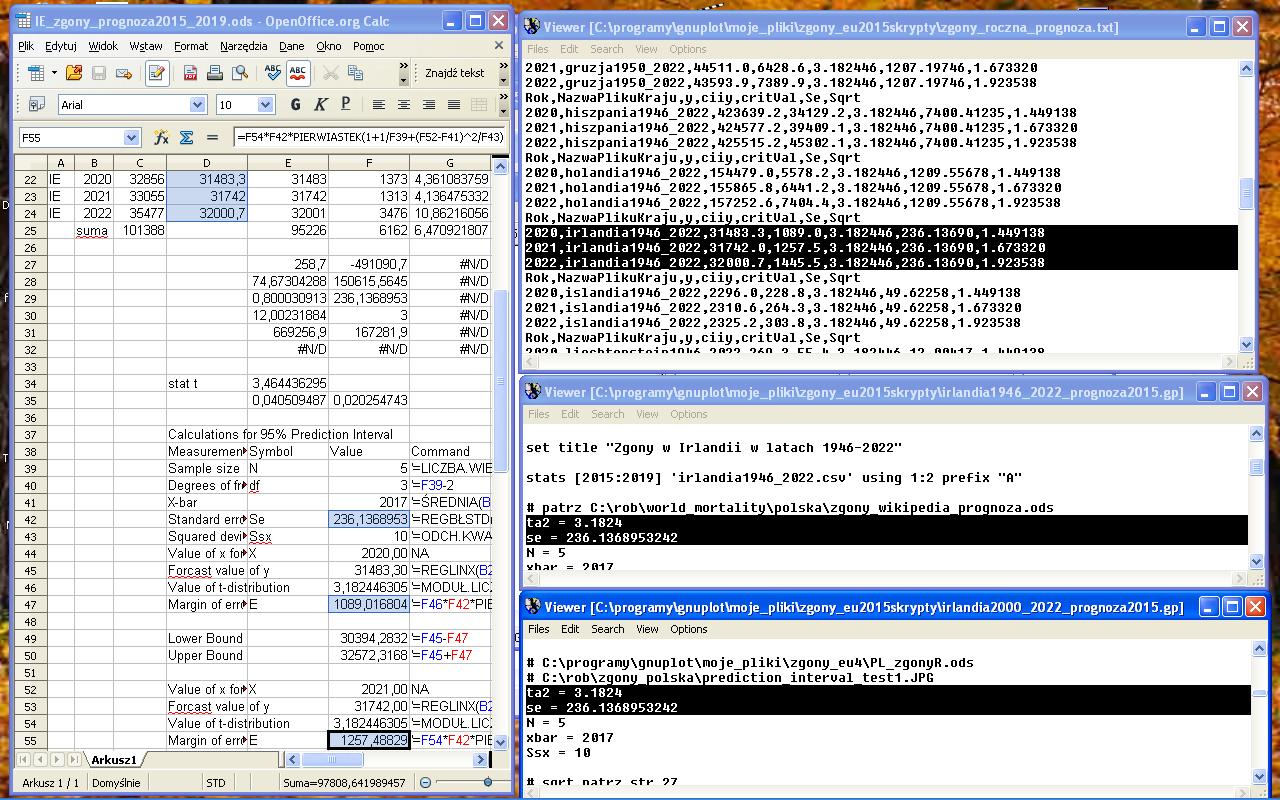 IE_zgony_prognoza2015_2019.ods - OpenOffice.org Calc
Plik Edytuj Widok Wstaw Format Narzędzia Dane Okno Pomoc
Znajdź tekst
Arial 10 G K P
F55 =F54*F42*PIERWIASTEK(1+1/F39+(F52-F41)^2/F43)
A B C D E F G
22 IE 2020 32856 31483,3 31483 1373 4,361083759
23 IE 2021 33055 31742 31742 1313 4,136475332
24 IE 2022 35477 32000,7 32001 3476 10,86216056
25 suma 101388 95226 6162 6,470921807
26
27 258,7 -491090,7 #N/D
28 74,67304288 150615,5645 #N/D
29 0,800030913 236,1368953 #N/D
30 12,00231884 3 #N/D
31 669256,9 167281,9 #N/D
32 #N/D #N/D #N/D
33
34 stat t 3,464436295
35 0,040509487 0,020254743
36
37 Calculations for 95% Prediction Interval
38 Measuremen Symbol Value Command
39 Sample size N 5 '=LICZBA.WIE
40 Degrees of fr df 3 '=F39-2
41 X-bar 2017 '=ŚREDNIA(B
42 Standard erro Se 236,1368953 '=REGBŁSTD(
43 Squared devi Ssx 10 '=ODCH.KWA
44 Value of x for X 2020,00 NA
45 Forcast value of y 31483,30 '=REGLINX(B2
46 Value of t-distribution 3,182446305 '=MODUŁ.LIC
47 Margin of erro E 1089,016804 '=F46*F42*PIE
48
49 Lower Bound 30394,2832 '=F45-F47
50 Upper Bound 32572,3168 '=F45+F47
51
52 Value of x for X 2021,00 NA
53 Forcast value of y 31742,00 '=REGLINX(B2
54 Value of t-distribution 3,182446305 '=MODUŁ.LIC
55 Margin of erro E 1257,48829 '=F54*F42*PIE
Arkusz1
Arkusz 1 / 1 Domyślnie STD Suma=97808,641989457
Viewer [C:\programy\gnuplot\moje_pliki\zgony_eu2015skrypty\zgony_roczna_prognoza.txt]
Files Edit Search View Options
2021,gruzja1950_2022,44511.0,6428.6,3.182446,1207.19746,1.673320
2022,gruzja1950_2022,43593.9,7389.9,3.182446,1207.19746,1.923538
Rok,NazwaPlikuKraju,y,ciiy,critVal,Se,Sqrt
2020,hiszpania1946_2022,423639.2,34129.2,3.182446,7400.41235,1.449138
2021,hiszpania1946_2022,424577.2,39409.1,3.182446,7400.41235,1.673320
2022,hiszpania1946_2022,425515.2,45302.1,3.182446,7400.41235,1.923538
Rok,NazwaPlikuKraju,y,ciiy,critVal,Se,Sqrt
2020,holandia1946_2022,154479.0,5578.2,3.182446,1209.55678,1.449138
2021,holandia1946_2022,155865.8,6441.2,3.182446,1209.55678,1.673320
2022,holandia1946_2022,157252.6,7404.4,3.182446,1209.55678,1.923538
Rok,NazwaPlikuKraju,y,ciiy,critVal,Se,Sqrt
2020,irlandia1946_2022,31483.3,1089.0,3.182446,236.13690,1.449138
2021,irlandia1946_2022,31742.0,1257.5,3.182446,236.13690,1.673320
2022,irlandia1946_2022,32000.7,1445.5,3.182446,236.13690,1.923538
Rok,NazwaPlikuKraju,y,ciiy,critVal,Se,Sqrt
2020,islandia1946_2022,2296.0,228.8,3.182446,49.62258,1.449138
2021,islandia1946_2022,2310.6,264.3,3.182446,49.62258,1.673320
2022,islandia1946_2022,2325.2,303.8,3.182446,49.62258,1.923538
Rok,NazwaPlikuKraju,y,ciiy,critVal,Se,Sqrt
2020,liechtenstein1946_2022,260.3,55.4,3.182446,12.00417,1.449138
Viewer [C:\programy\gnuplot\moje_pliki\zgony_eu2015skrypty\irlandia1946_2022_prognoza2015.gp]
Files Edit Search View Options
set title "Zgony w Irlandii w latach 1946-2022"
stats [2015:2019] 'irlandia1946_2022.csv' using 1:2 prefix "A"
# patrz C:\rob\world_mortality\polska\zgony_wikipedia_prognoza.ods
ta2 = 3.1824
se = 236.1368953242
N = 5
xbar = 2017
Viewer [C:\programy\gnuplot\moje_pliki\zgony_eu2015skrypty\irlandia2000_2022_prognoza2015.gp]
Files Edit Search View Options
# C:\programy\gnuplot\moje_pliki\zgony_eu4\PL_zgonyR.ods
# C:\rob\zgony_polska\prediction_interval_test1.JPG
ta2 = 3.1824
se = 236.1368953242
N = 5
xbar = 2017
Ssx = 10
# sqrt patrz str 27